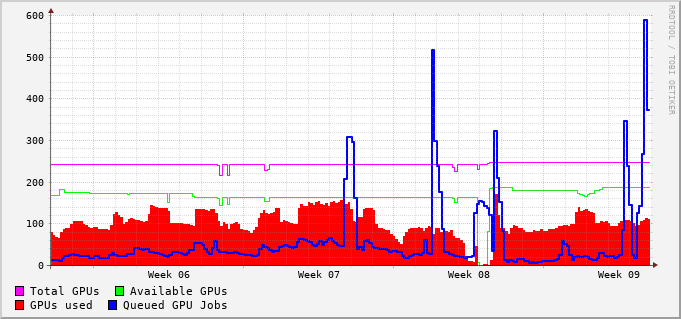 600
500
400
300
200
100
0
Week 06 Week 07 Week 08 Week 09
Total GPUs Available GPUs
GPUs used Queued GPU Jobs
RRDTOOL / TOBI OETIKER